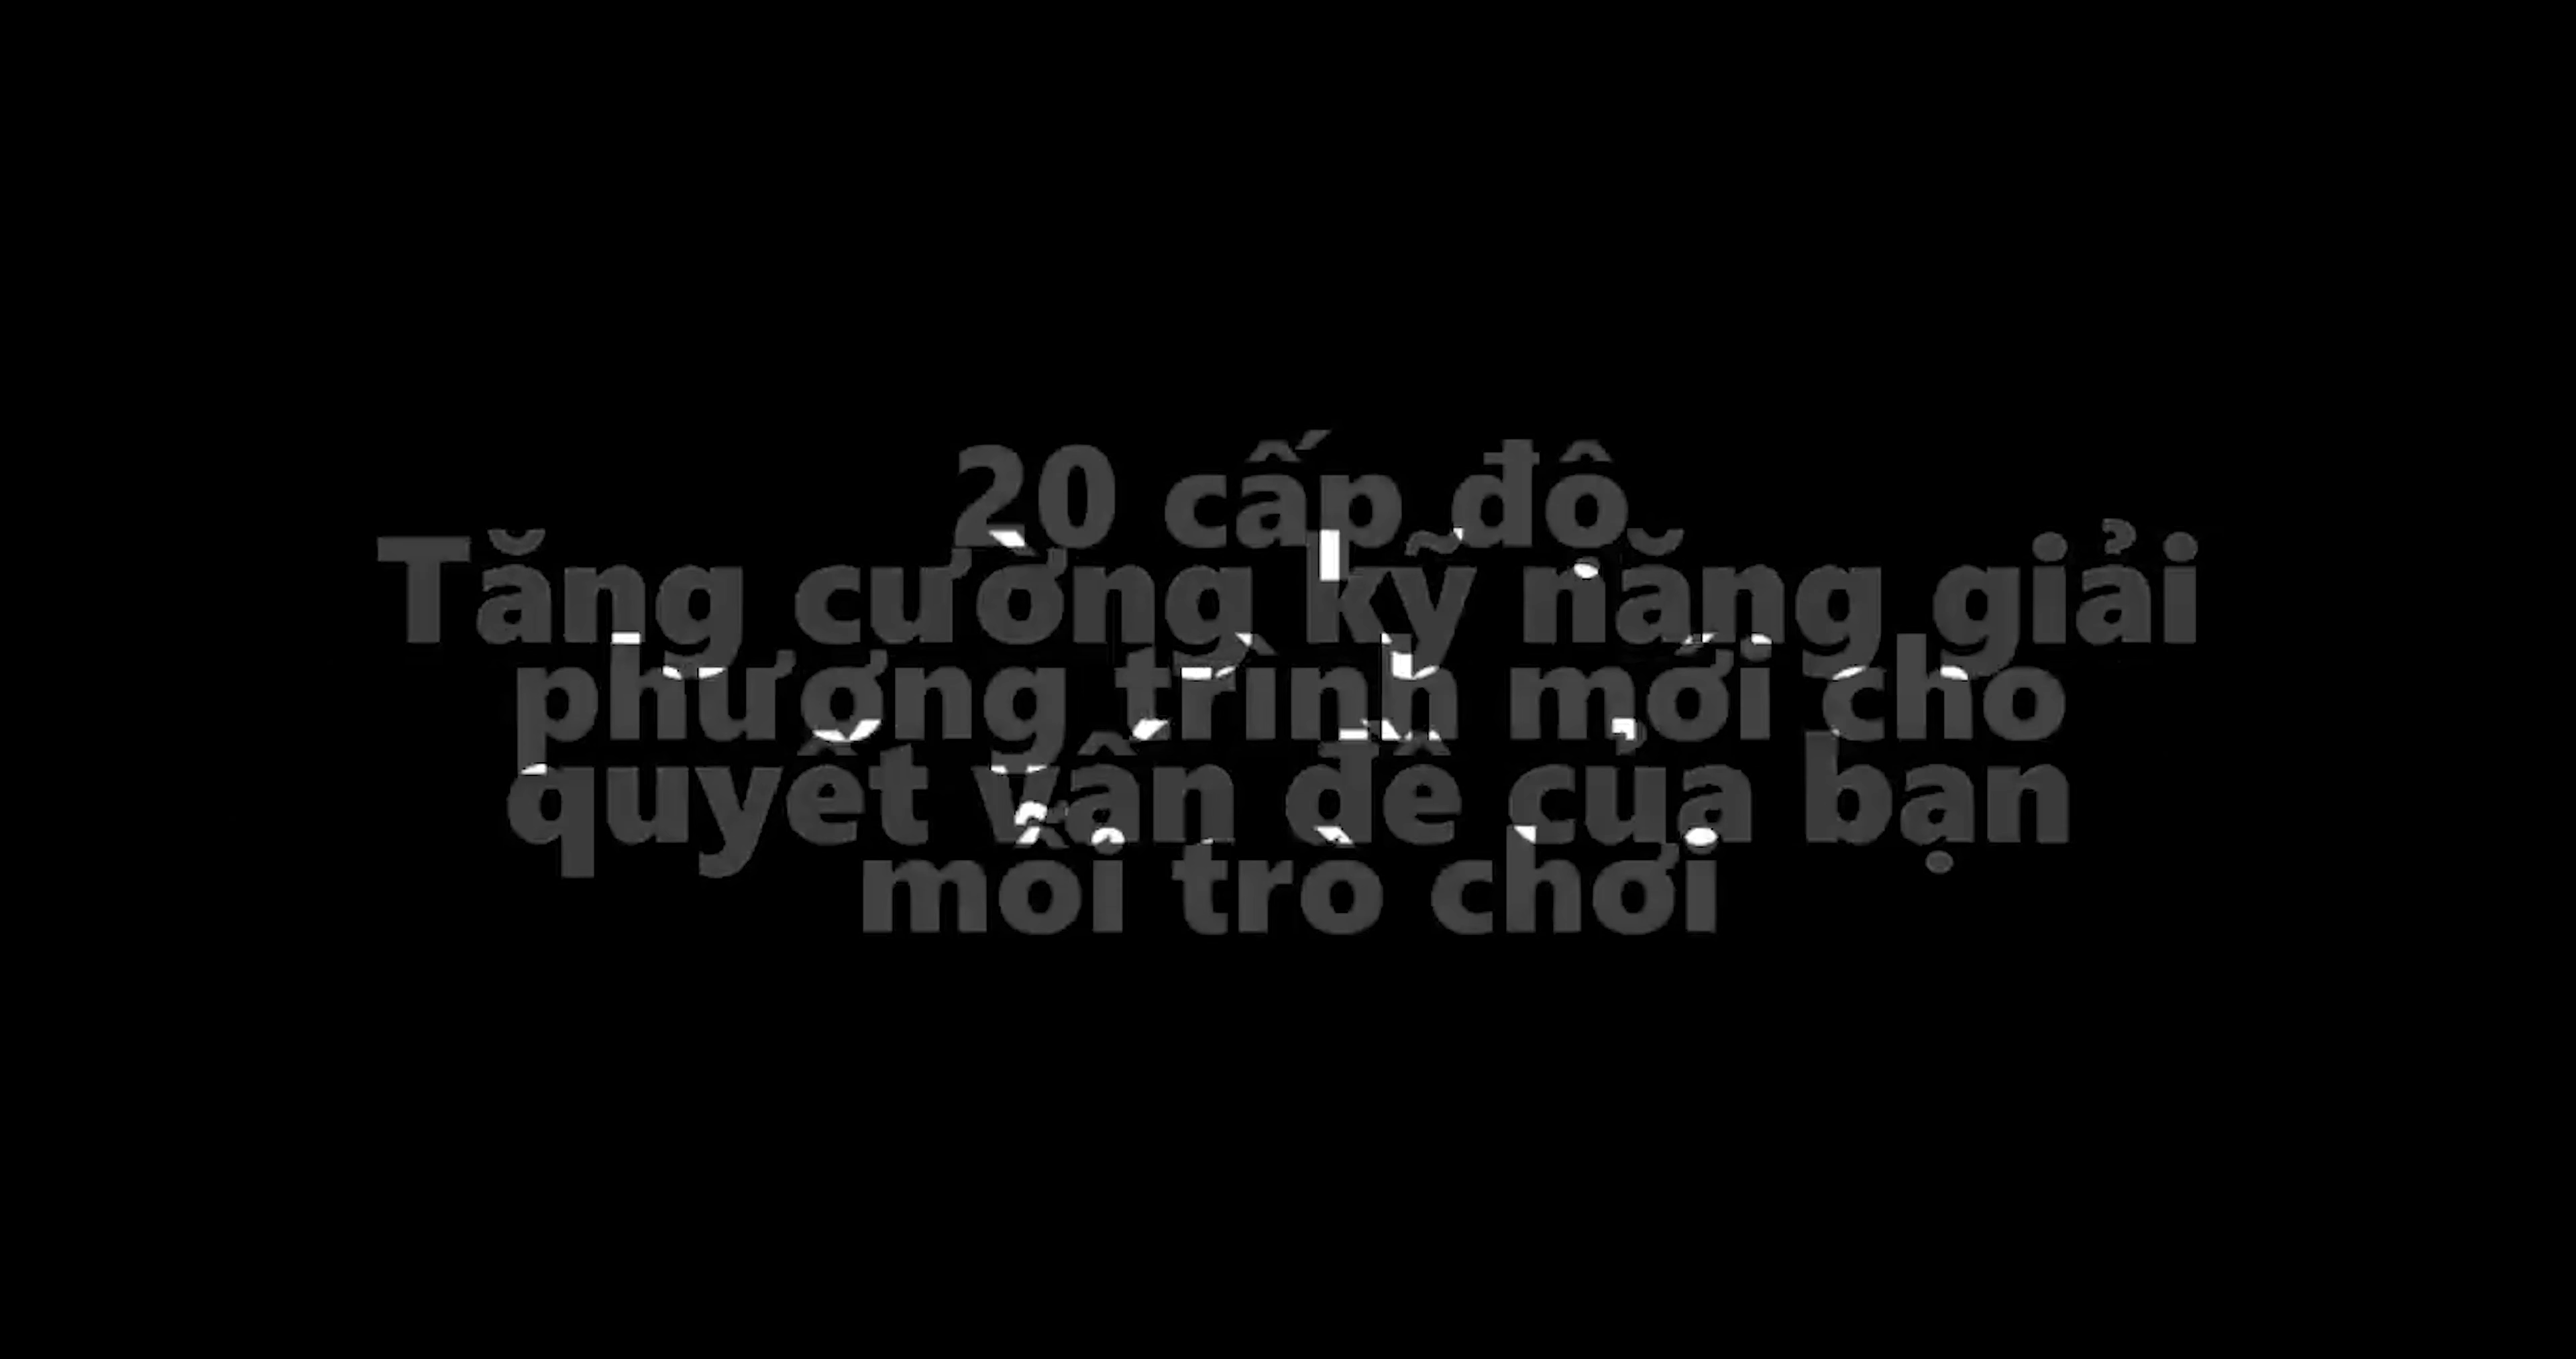 20 cấp độ
Tăng cường kỹ năng giải
phương trình mới cho
quyết vấn đề của bạn
mỗi trò chơi